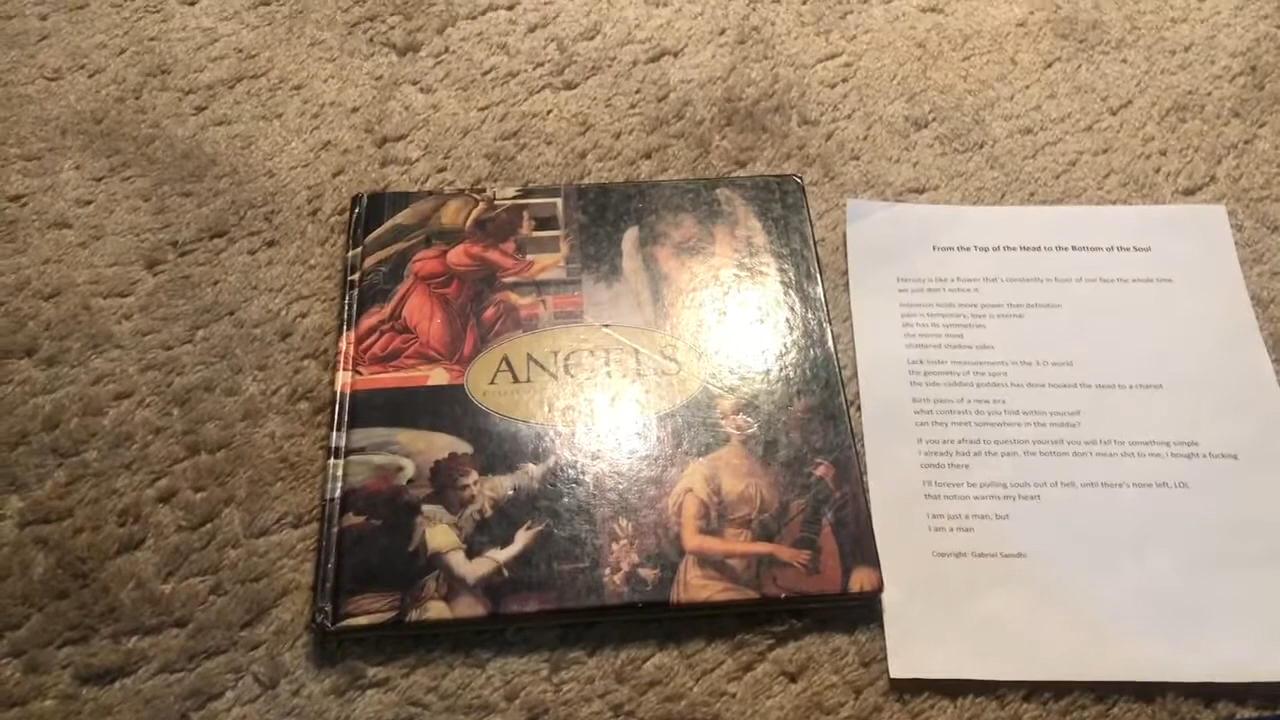 ANGELS
From the Top of the Head to the Bottom of the Soul
Eternity is like a flower that's constantly in front of our face the whole time
we just don't notice it
holds more power than definition
pain is temporary, love is eternal
life has its symmetries
the mind
shattered shadow sides
Lack-luster measurements in the 3-D world
the geometry of the spirit
the side-saddled goddess has done hooked the stead to a chariot
Birth pains of a new era
what contrasts do you find within yourself
can they meet somewhere in the middle?
If you are afraid to question yourself you will fall for something simple
I already had all the pain, the bottom don't mean shit to me, I bought a fucking
condo there
I'll forever be pulling souls out of hell, until there's none left, LOL
that notion warms my heart
I am just a man, but
I am a man
Copyright: Gabriel